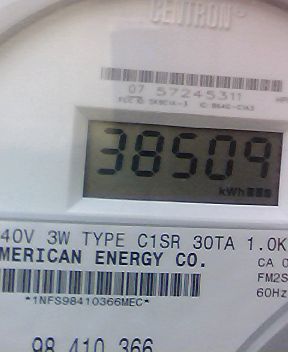 CENTRON®
07 57245311
38509
kWh
40V 3W TYPE C1SR 30TA 1.0K
MERICAN ENERGY CO.
CA 0
FM2S
60Hz
*1NFS98410366MEC*
98 410 366